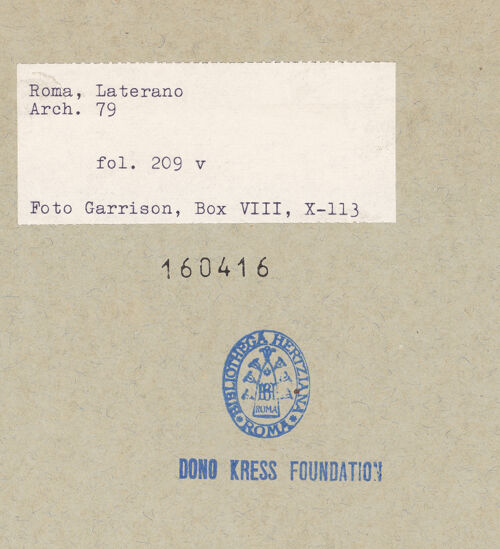 Roma, Laterano
Arch. 79
fol. 209 v
Foto Garrison, Box VIII, X-113
160416
BIBLIOTHECA HERTZIANA
BH
ROMA
ROMA
DONO KRESS FOUNDATION